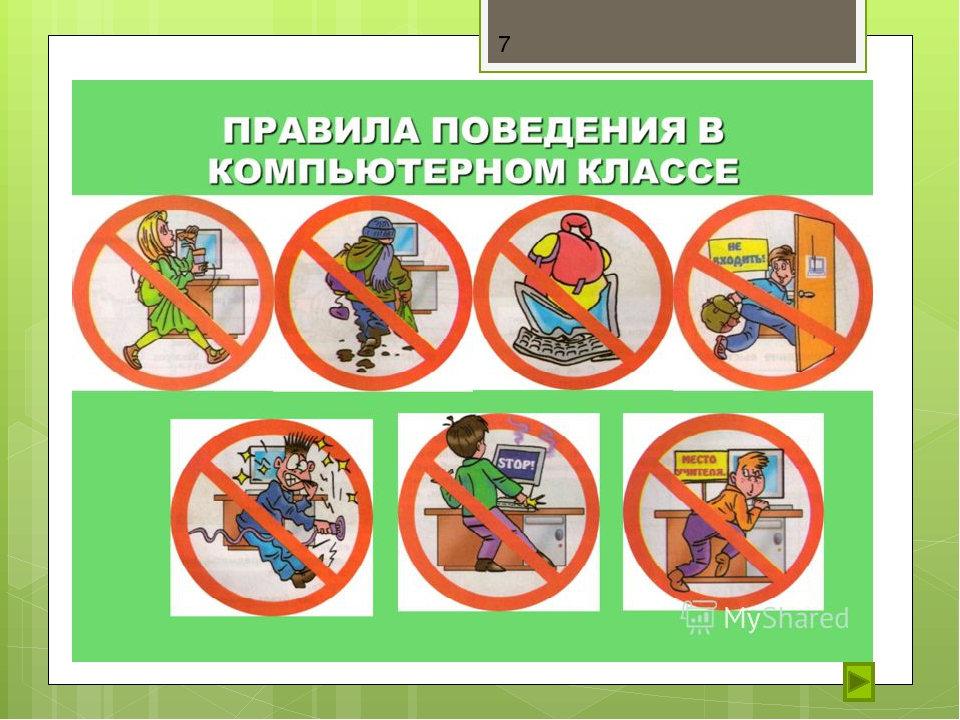 7
ПРАВИЛА ПОВЕДЕНИЯ В
КОМПЬЮТЕРНОМ КЛАССЕ
НЕ
ВХОДИТЬ!
STOP!
МЕСТО
УЧИТЕЛЯ.
MyShared